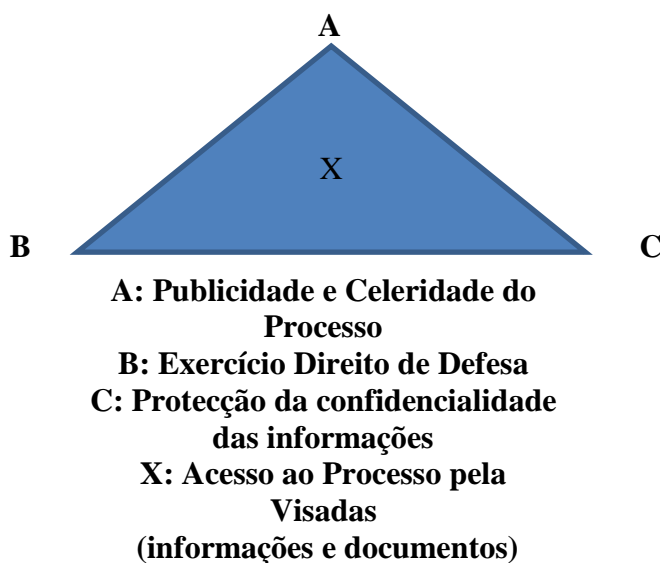 A
X
B
C
A: Publicidade e Celeridade do
Processo
B: Exercício Direito de Defesa
C: Protecção da confidencialidade
das informações
X: Acesso ao Processo pela
Visadas
(informações e documentos)